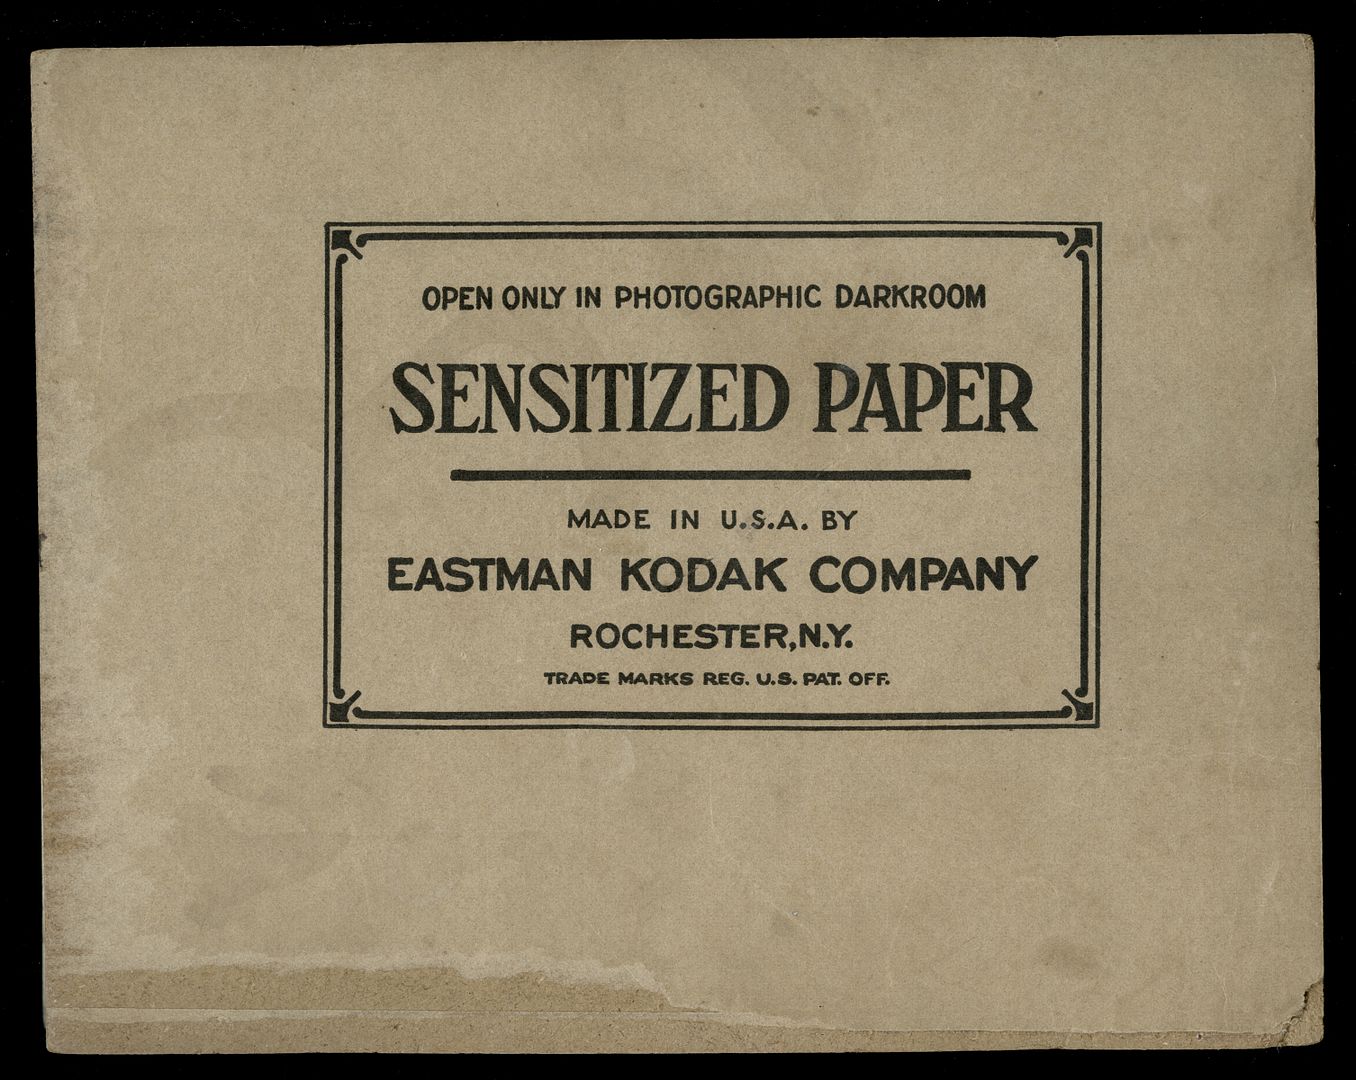 OPEN ONLY IN PHOTOGRAPHIC DARKROOM
SENSITIZED PAPER
MADE IN U.S.A. BY
EASTMAN KODAK COMPANY
ROCHESTER, N.Y.
TRADE MARKS REG. U.S. PAT. OFF.